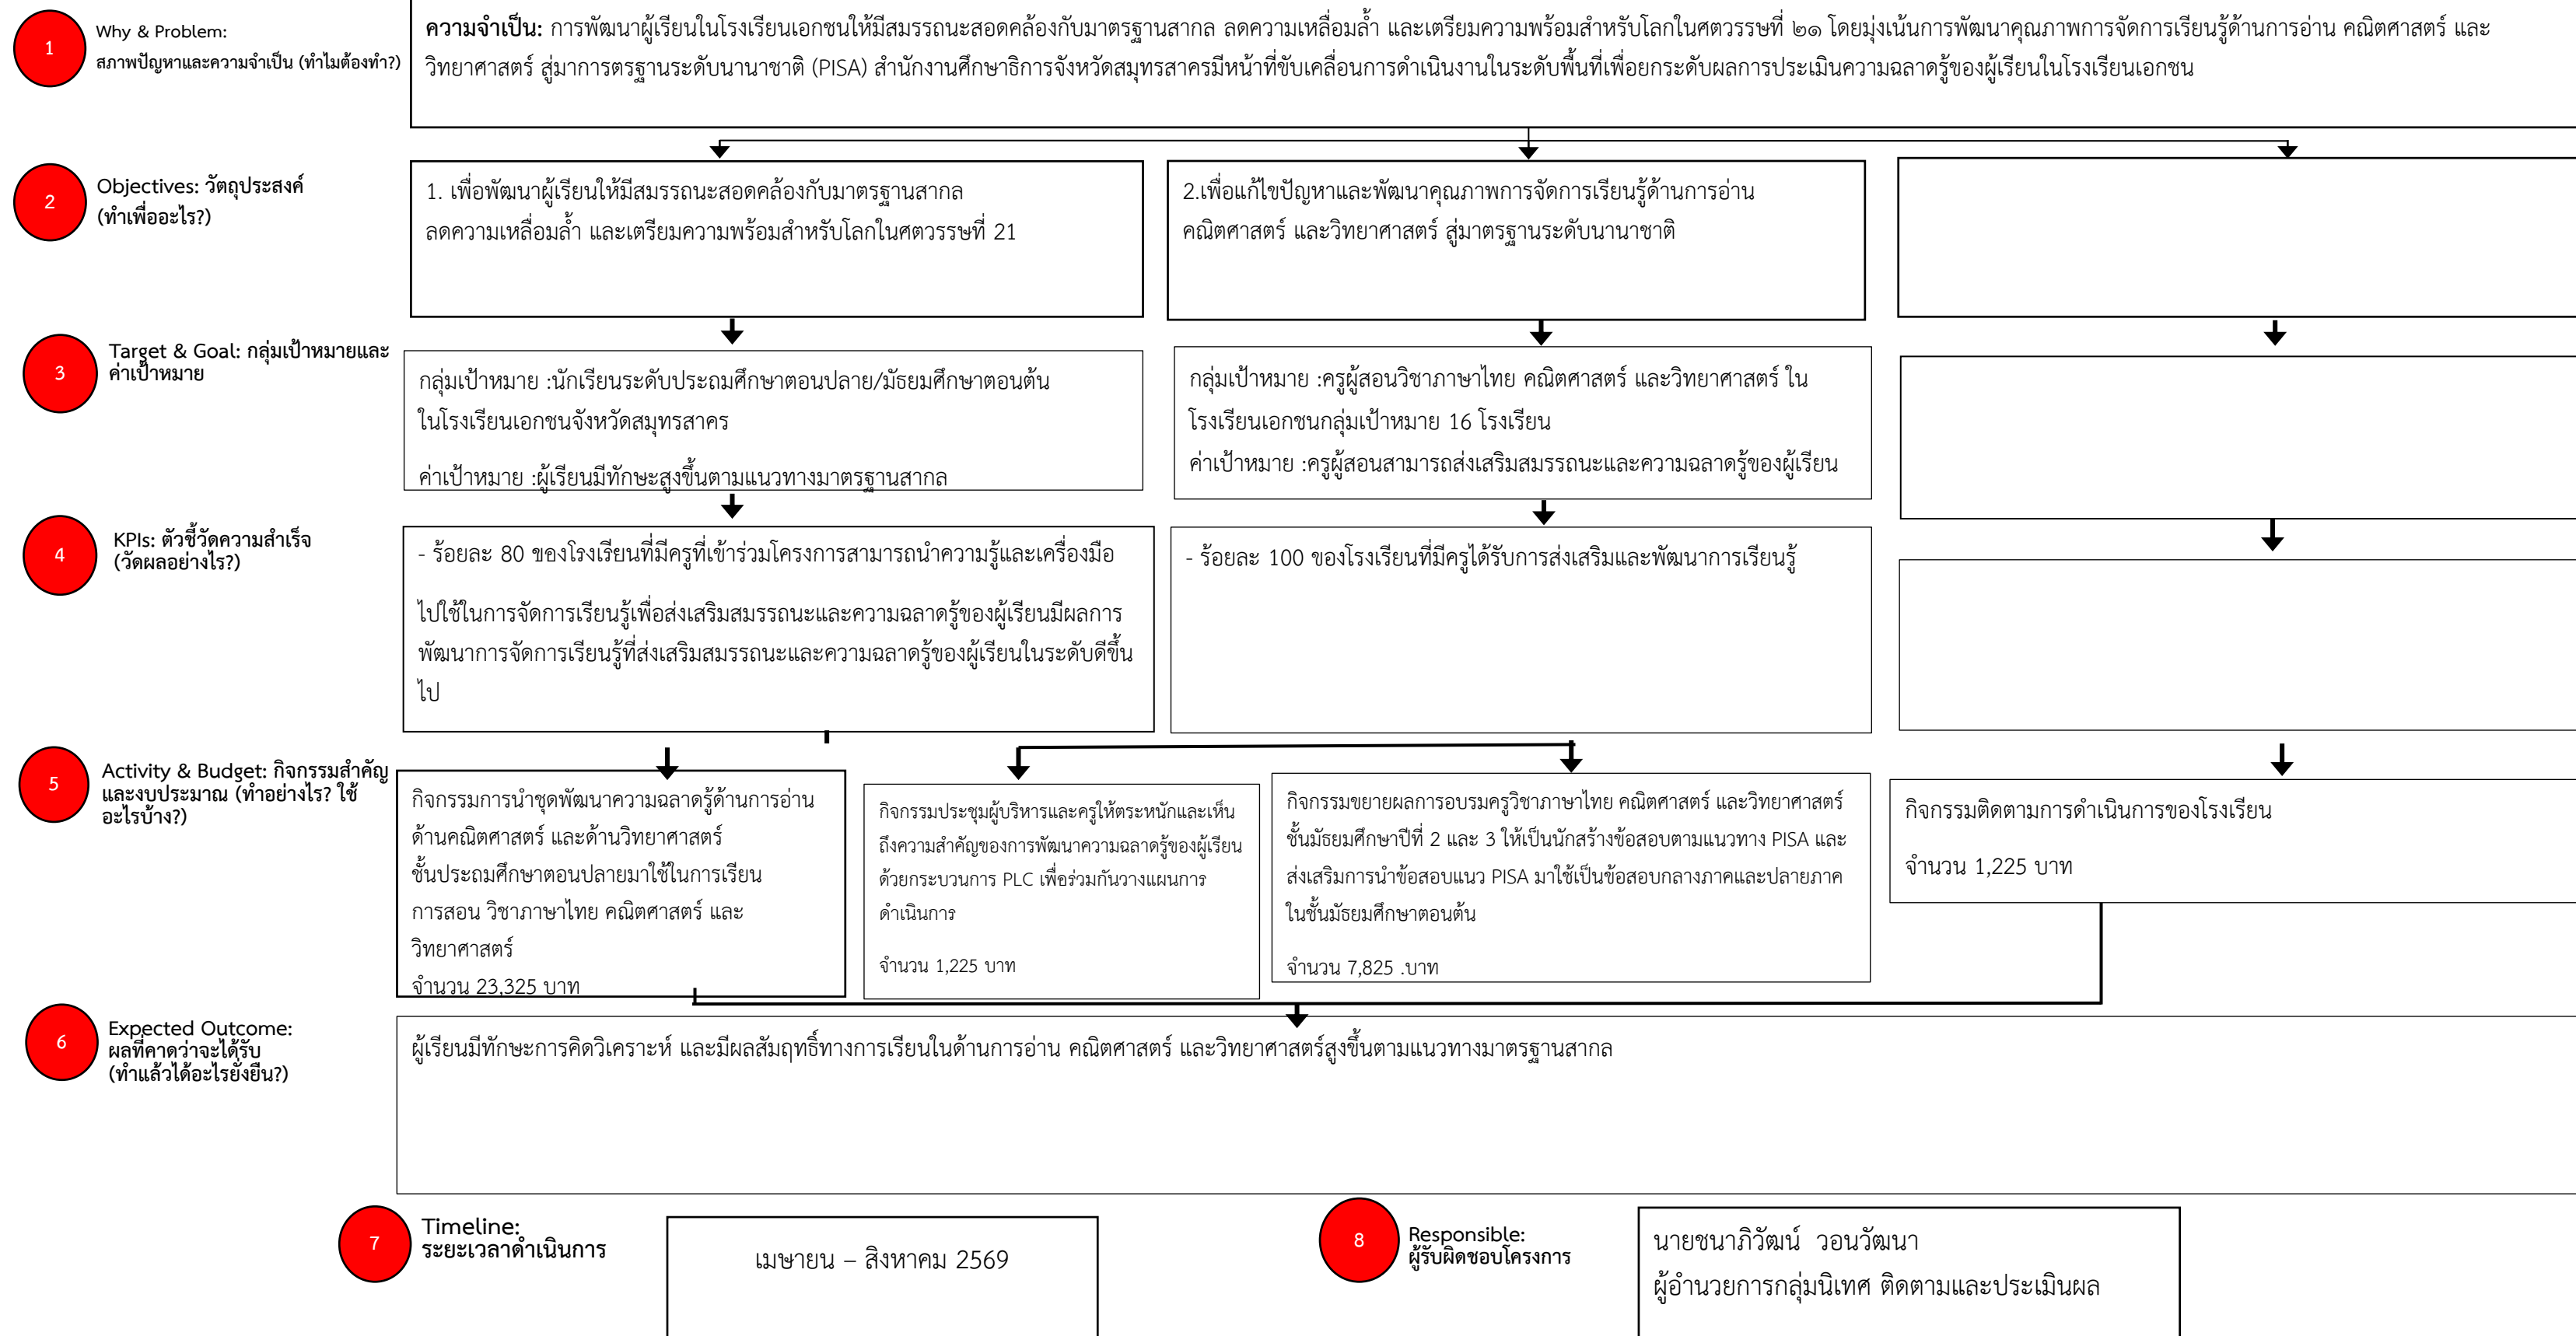 1
Why & Problem:
สภาพปัญหาและความจำเป็น (ทำไมต้องทำ?)
ความจำเป็น: การพัฒนาผู้เรียนในโรงเรียนเอกชนให้มีสมรรถนะสอดคล้องกับมาตรฐานสากล ลดความเหลื่อมล้ำ และเตรียมความพร้อมสำหรับโลกในศตวรรษที่ ๒๑ โดยมุ่งเน้นการพัฒนาคุณภาพการจัดการเรียนรู้ด้านการอ่าน คณิตศาสตร์ และ
วิทยาศาสตร์ สู่มาการตรฐานระดับนานาชาติ (PISA) สำนักงานศึกษาธิการจังหวัดสมุทรสาครมีหน้าที่ขับเคลื่อนการดำเนินงานในระดับพื้นที่เพื่อยกระดับผลการประเมินความฉลาดรู้ของผู้เรียนในโรงเรียนเอกชน
2
Objectives: วัตถุประสงค์
(ทำเพื่ออะไร?)
1. เพื่อพัฒนาผู้เรียนให้มีสมรรถนะสอดคล้องกับมาตรฐานสากล
ลดความเหลื่อมล้ำ และเตรียมความพร้อมสำหรับโลกในศตวรรษที่ 21
2.เพื่อแก้ไขปัญหาและพัฒนาคุณภาพการจัดการเรียนรู้ด้านการอ่าน
คณิตศาสตร์ และวิทยาศาสตร์ สู่มาตรฐานระดับนานาชาติ
3
Target & Goal: กลุ่มเป้าหมายและ
ค่าเป้าหมาย
กลุ่มเป้าหมาย :นักเรียนระดับประถมศึกษาตอนปลาย/มัธยมศึกษาตอนต้น
ในโรงเรียนเอกชนจังหวัดสมุทรสาคร
ค่าเป้าหมาย :ผู้เรียนมีทักษะสูงขึ้นตามแนวทางมาตรฐานสากล
กลุ่มเป้าหมาย :ครูผู้สอนวิชาภาษาไทย คณิตศาสตร์ และวิทยาศาสตร์ ใน
โรงเรียนเอกชนกลุ่มเป้าหมาย 16 โรงเรียน
ค่าเป้าหมาย :ครูผู้สอนสามารถส่งเสริมสมรรถนะและความฉลาดรู้ของผู้เรียน
4
KPIs: ตัวชี้วัดความสำเร็จ
(วัดผลอย่างไร?)
- ร้อยละ 80 ของโรงเรียนที่มีครูที่เข้าร่วมโครงการสามารถนำความรู้และเครื่องมือ
ไปใช้ในการจัดการเรียนรู้เพื่อส่งเสริมสมรรถนะและความฉลาดรู้ของผู้เรียนมีผลการ
พัฒนาการจัดการเรียนรู้ที่ส่งเสริมสมรรถนะและความฉลาดรู้ของผู้เรียนในระดับดีขึ้น
ไป
- ร้อยละ 100 ของโรงเรียนที่มีครูได้รับการส่งเสริมและพัฒนาการเรียนรู้
5
Activity & Budget: กิจกรรมสำคัญ
และงบประมาณ (ทำอย่างไร? ใช้
อะไรบ้าง?)
กิจกรรมการนำชุดพัฒนาความฉลาดรู้ด้านการอ่าน
ด้านคณิตศาสตร์ และด้านวิทยาศาสตร์
ชั้นประถมศึกษาตอนปลายมาใช้ในการเรียน
การสอน วิชาภาษาไทย คณิตศาสตร์ และ
วิทยาศาสตร์
จำนวน 23,325 บาท
กิจกรรมประชุมผู้บริหารและครูให้ตระหนักและเห็น
ถึงความสำคัญของการพัฒนาความฉลาดรู้ของผู้เรียน
ด้วยกระบวนการ PLC เพื่อร่วมกันวางแผนการ
ดำเนินการ
จำนวน 1,225 บาท
กิจกรรมขยายผลการอบรมครูวิชาภาษาไทย คณิตศาสตร์ และวิทยาศาสตร์
ชั้นมัธยมศึกษาปีที่ 2 และ 3 ให้เป็นนักสร้างข้อสอบตามแนวทาง PISA และ
ส่งเสริมการนำข้อสอบแนว PISA มาใช้เป็นข้อสอบกลางภาคและปลายภาค
ในชั้นมัธยมศึกษาตอนต้น
จำนวน 7,825 .บาท
กิจกรรมติดตามการดำเนินการของโรงเรียน
จำนวน 1,225 บาท
6
Expected Outcome:
ผลที่คาดว่าจะได้รับ
(ทำแล้วได้อะไรยั่งยืน?)
ผู้เรียนมีทักษะการคิดวิเคราะห์ และมีผลสัมฤทธิ์ทางการเรียนในด้านการอ่าน คณิตศาสตร์ และวิทยาศาสตร์สูงขึ้นตามแนวทางมาตรฐานสากล
7
Timeline:
ระยะเวลาดำเนินการ
เมษายน – สิงหาคม 2569
8
Responsible:
ผู้รับผิดชอบโครงการ
นายชนาภิวัฒน์ วอนวัฒนา
ผู้อำนวยการกลุ่มนิเทศ ติดตามและประเมินผล